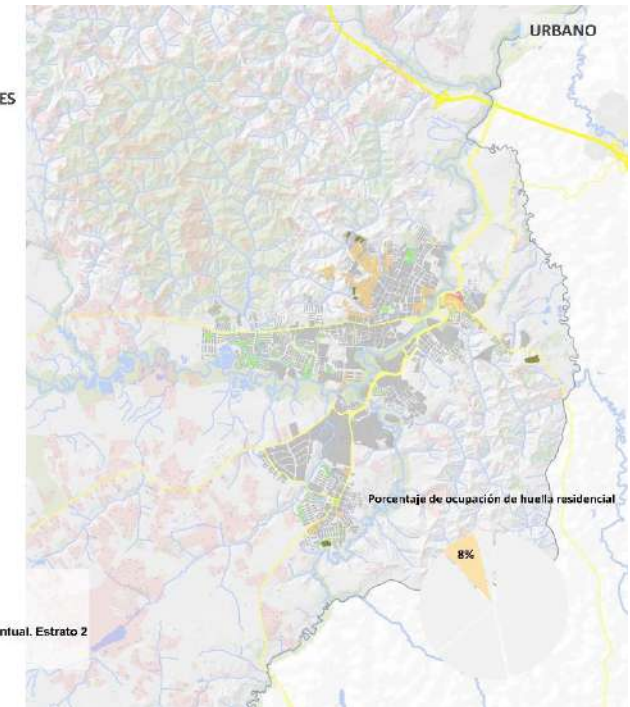 URBANO
ES
Porcentaje de ocupación de huella residencial
8%
ntual. Estrato 2